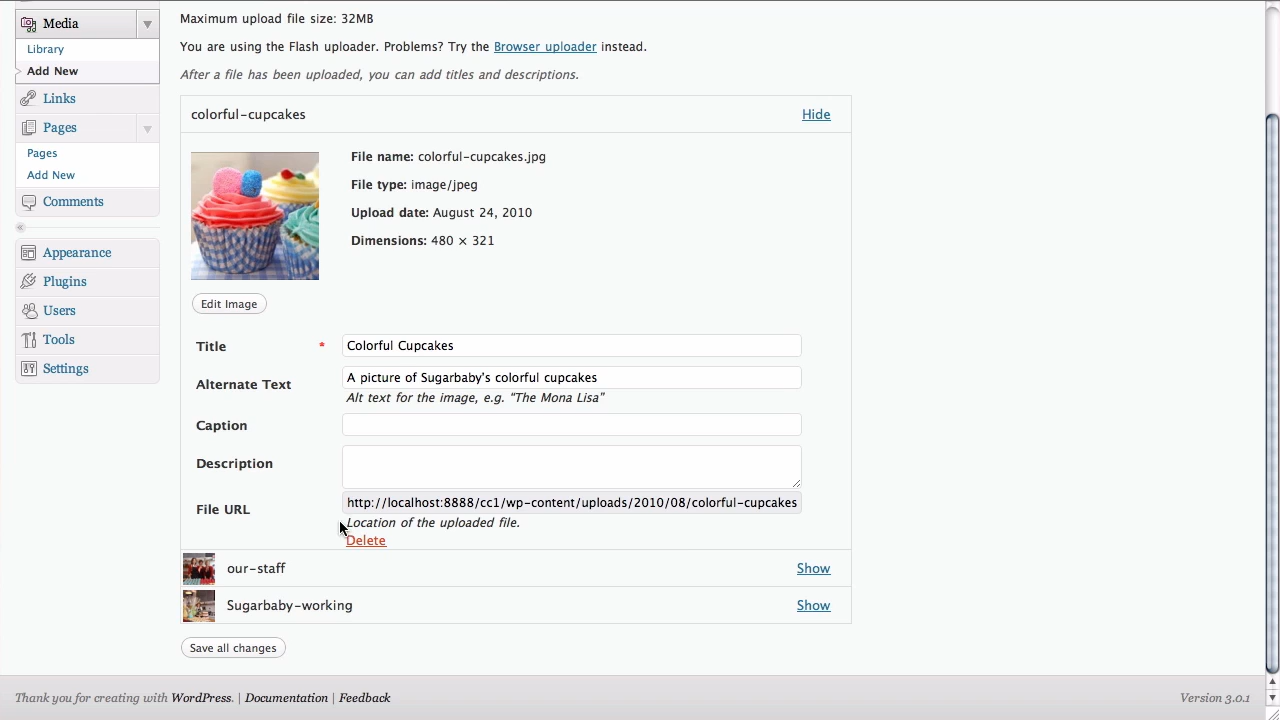 Media
Library
Add New
Links
Pages
Pages
Add New
Comments
Appearance
Plugins
Users
Tools
Settings
Maximum upload file size: 32MB
You are using the Flash uploader. Problems? Try the Browser uploader instead.
After a file has been uploaded, you can add titles and descriptions.
colorful-cupcakes Hide
File name: colorful-cupcakes.jpg
File type: image/jpeg
Upload date: August 24, 2010
Dimensions: 480 × 321
Edit Image
Title * Colorful Cupcakes
Alternate Text A picture of Sugarbaby's colorful cupcakes
Alt text for the image, e.g. "The Mona Lisa"
Caption
Description
File URL http://localhost:8888/cc1/wp-content/uploads/2010/08/colorful-cupcakes
Location of the uploaded file.
Delete
our-staff Show
Sugarbaby-working Show
Save all changes
Thank you for creating with WordPress. | Documentation | Feedback Version 3.0.1